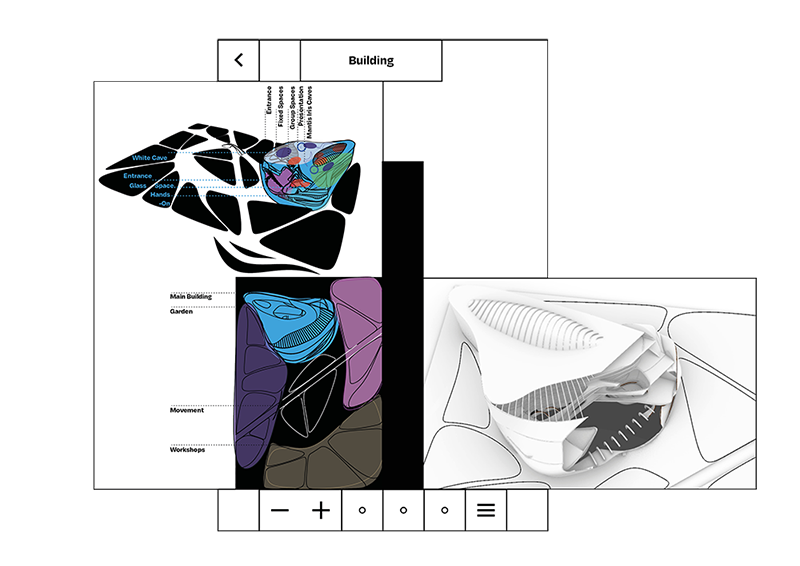 Building
Entrance
Fixed Spaces
Group Spaces
Presentation
Mantis Iris Caves
White Cave
Entrance
Glass Space.
Hands
-On
Main Building
Garden
Movement
Workshops